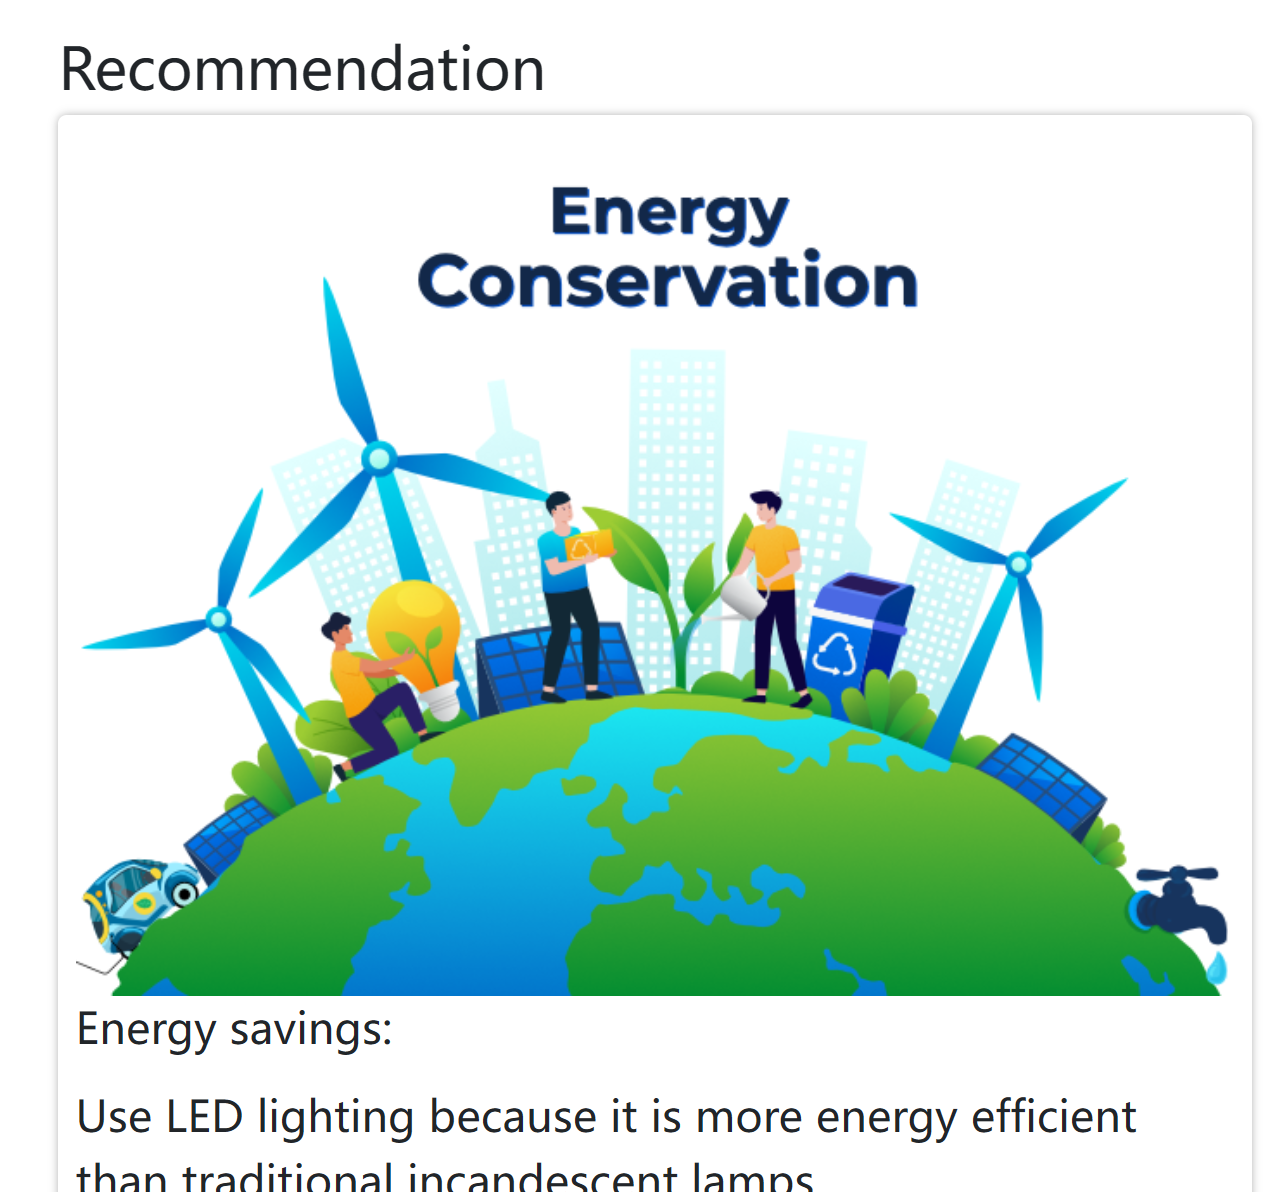 Recommendation
Energy
Conservation
Energy savings:
Use LED lighting because it is more energy efficient
than traditional incandescent lamps